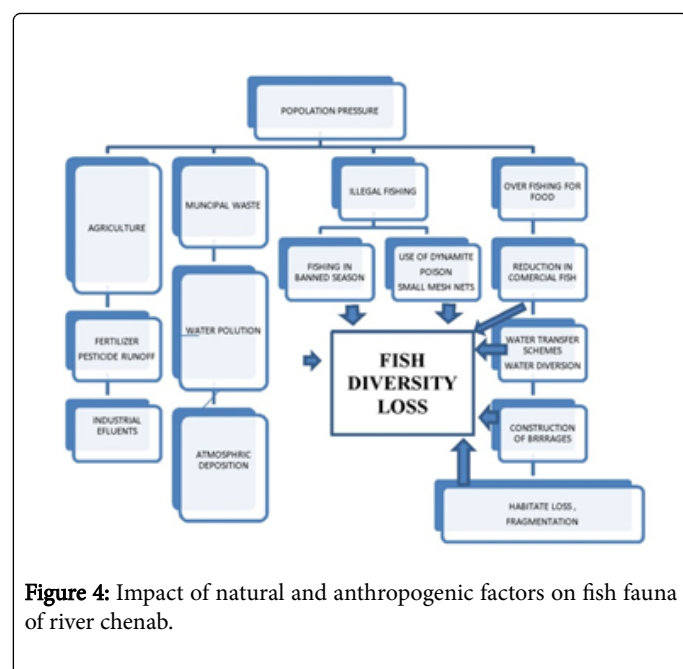 POPOLATION PRESSURE
AGRICULTURE
FERTILIZER
PESTICIDE RUNOFF
INDUSTRIAL
EFLUENTS
MUNCIPAL WASTE
WATER POLUTION
ATMOSPHRIC
DEPOSITION
ILLEGAL FISHING
FISHING IN
BANNED SEASON
USE OF DYNAMITE
POISON
SMALL MESH NETS
OVER FISHING FOR
FOOD
REDUCTION IN
COMERCIAL FISH
WATER TRANSFER
SCHEMES
WATER DIVERSION
CONSTRUCTION
OF BRRRAGES
HABITATE LOSS ,
FRAGMENTATION
FISH
DIVERSITY
LOSS
Figure 4: Impact of natural and anthropogenic factors on fish fauna
of river chenab.